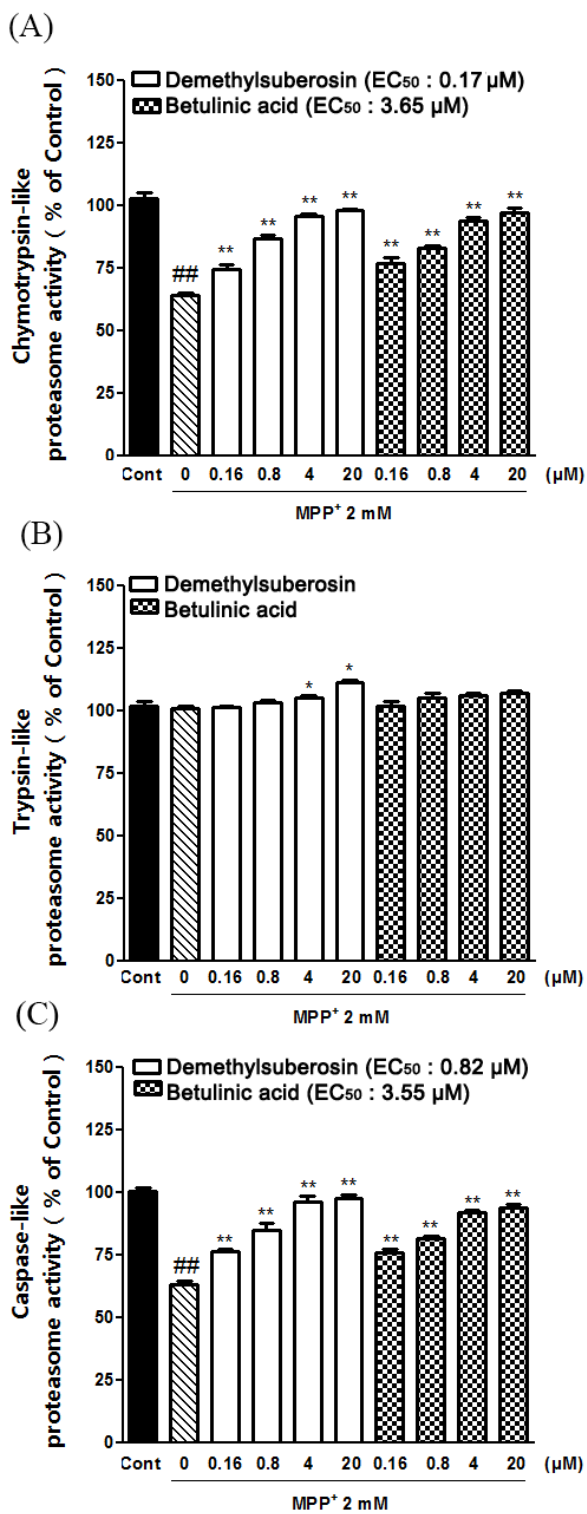 (A)
Chymotrypsin-like
proteasome activity ( % of Control )
150
125
100
75
50
25
0
Demethylsuberosin (EC50 : 0.17 µM)
Betulinic acid (EC50 : 3.65 µM)
## ** ** ** ** ** ** ** **
Cont 0 0.16 0.8 4 20 0.16 0.8 4 20 (µM)
MPP+ 2 mM
(B)
Trypsin-like
proteasome activity ( % of Control )
150
125
100
75
50
25
0
Demethylsuberosin
Betulinic acid
* *
Cont 0 0.16 0.8 4 20 0.16 0.8 4 20 (µM)
MPP+ 2 mM
(C)
Caspase-like
proteasome activity ( % of Control )
150
125
100
75
50
25
0
Demethylsuberosin (EC50 : 0.82 µM)
Betulinic acid (EC50 : 3.55 µM)
## ** ** ** ** ** ** ** **
Cont 0 0.16 0.8 4 20 0.16 0.8 4 20 (µM)
MPP+ 2 mM